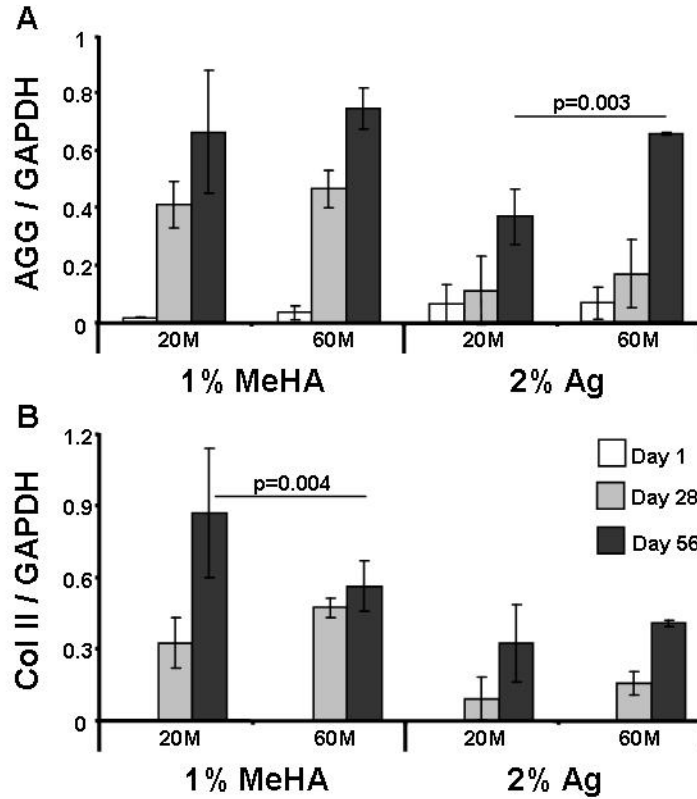 A
AGG / GAPDH
1
0.8
0.6
0.4
0.2
0
p=0.003
20M 60M 20M 60M
1% MeHA 2% Ag
B
Col II / GAPDH
1.2
0.9
0.6
0.3
0
p=0.004
Day 1
Day 28
Day 56
20M 60M 20M 60M
1% MeHA 2% Ag